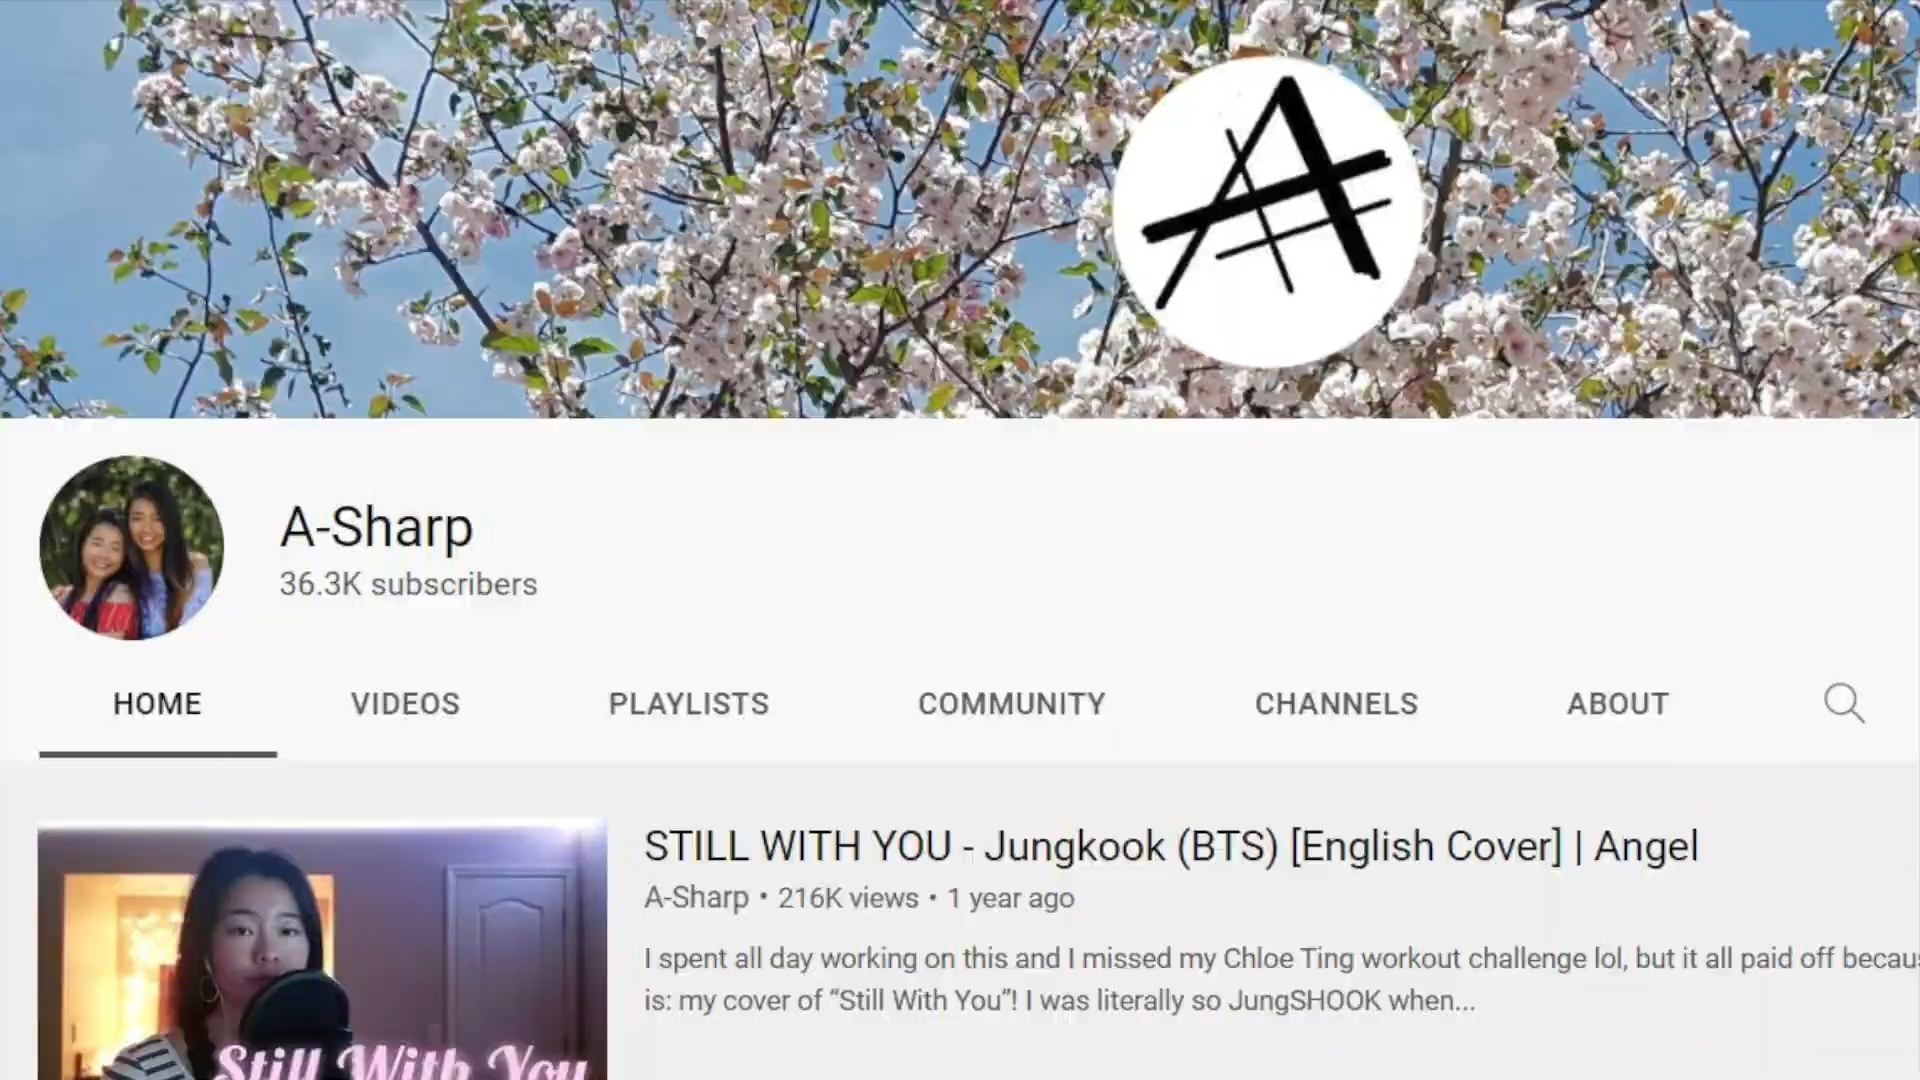 A-Sharp
36.3K subscribers
HOME VIDEOS PLAYLISTS COMMUNITY CHANNELS ABOUT
STILL WITH YOU - Jungkook (BTS) [English Cover] | Angel
A-Sharp • 216K views • 1 year ago
I spent all day working on this and I missed my Chloe Ting workout challenge lol, but it all paid off becaus
is: my cover of “Still With You”! I was literally so JungSHOOK when...
Still With You